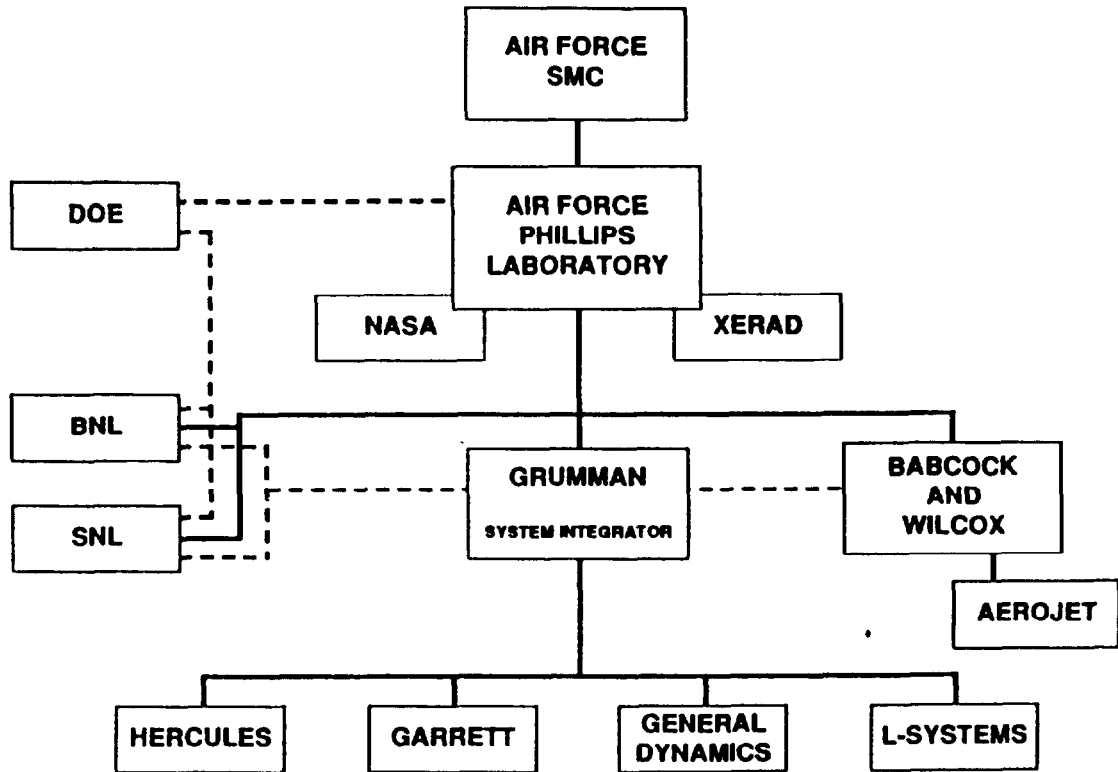 AIR FORCE
SMC
DOE
AIR FORCE
PHILLIPS
LABORATORY
NASA
XERAD
BNL
GRUMMAN
SYSTEM INTEGRATOR
BABCOCK
AND
WILCOX
SNL
AEROJET
HERCULES
GARRETT
GENERAL
DYNAMICS
L-SYSTEMS